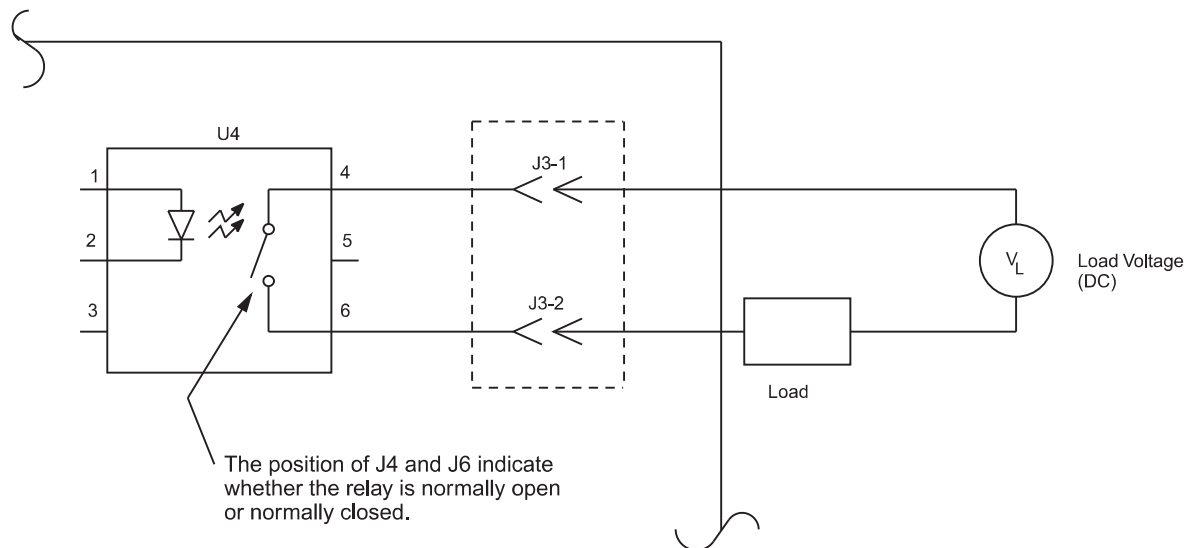 U4
J3-1
1
4
2
5
V
L
Load Voltage
(DC)
J3-2
3
6
Load
The position of J4 and J6 indicate
whether the relay is normally open
or normally closed.